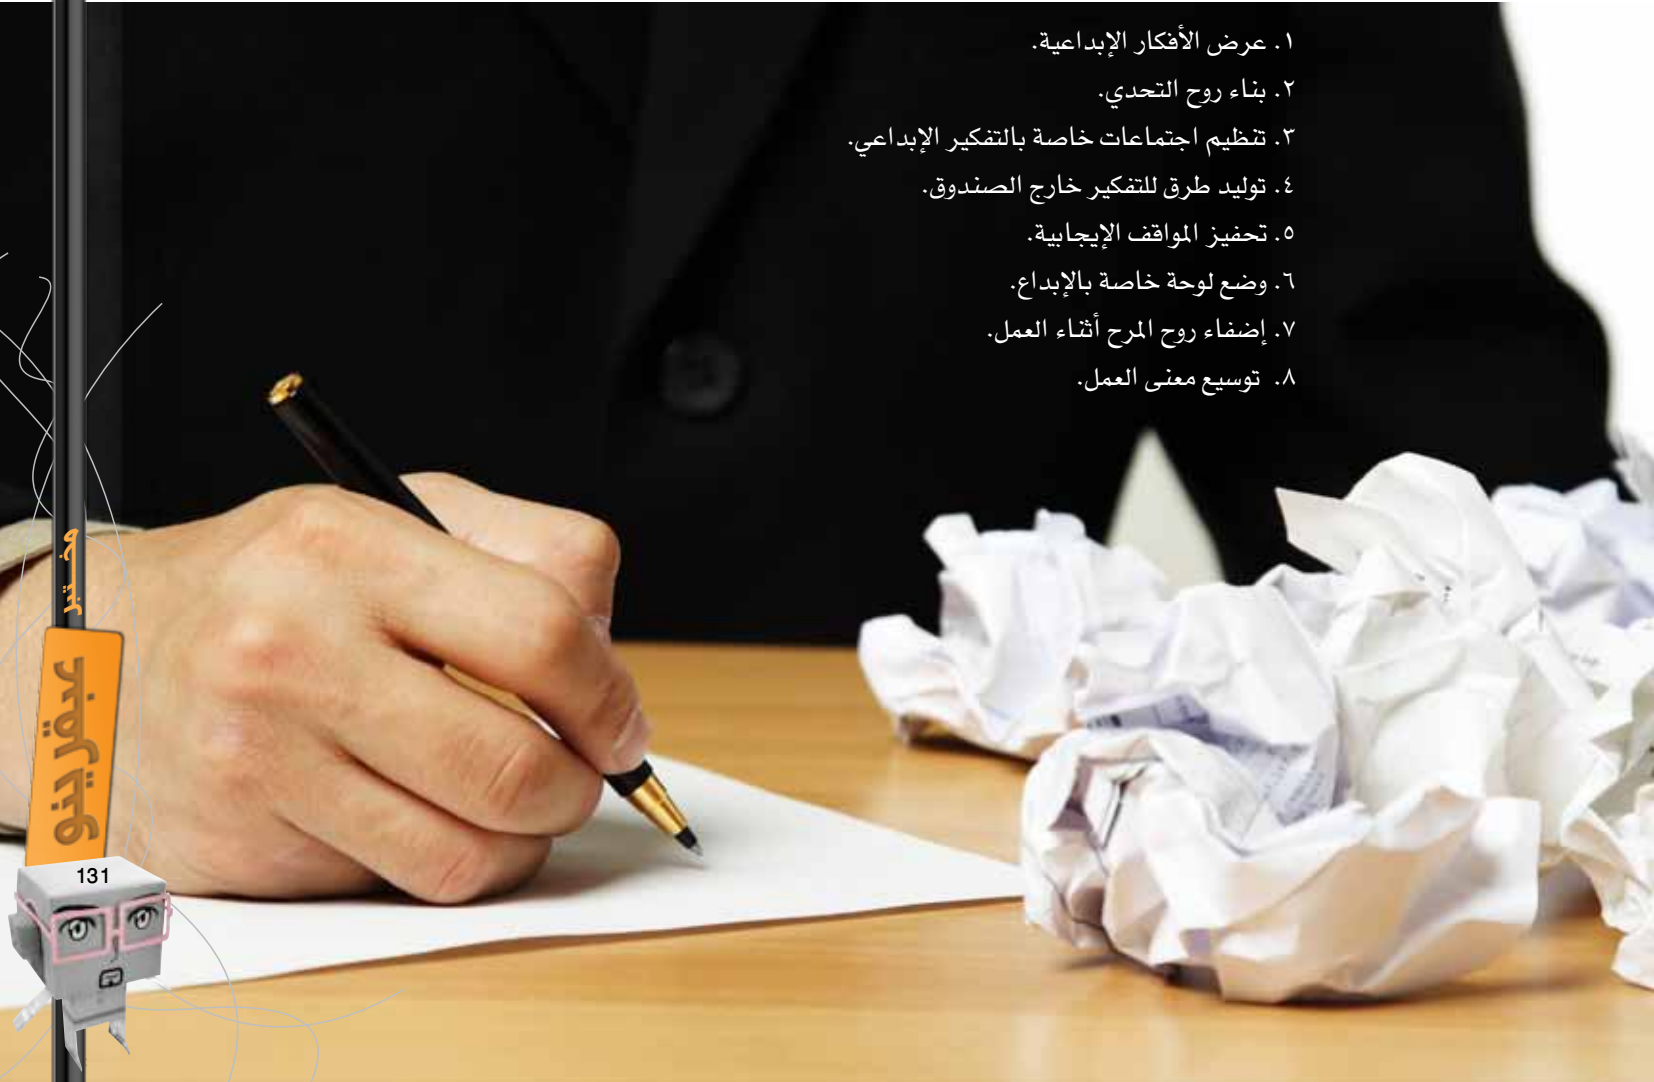 ١. عرض الأفكار الإبداعية.
٢. بناء روح التحدي.
٣. تنظيم اجتماعات خاصة بالتفكير الإبداعي.
٤. توليد طرق للتفكير خارج الصندوق.
٥. تحفيز المواقف الإيجابية.
٦. وضع لوحة خاصة بالإبداع.
٧. إضفاء روح المرح أثناء العمل.
٨. توسيع معنى العمل.
مختبر
عبقرينو
131